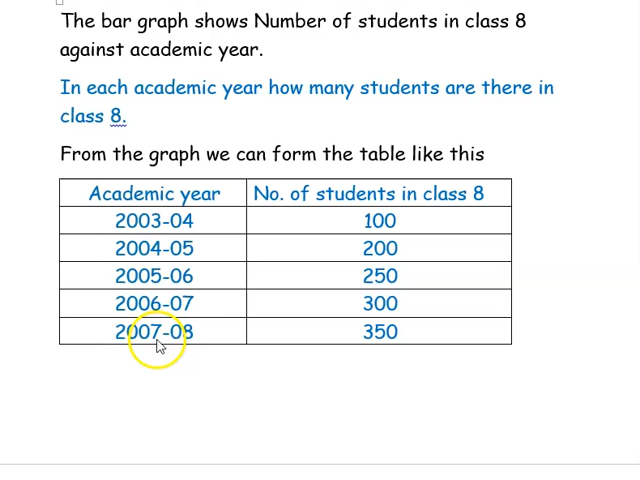 The bar graph shows Number of students in class 8
against academic year.
In each academic year how many students are there in
class 8.
From the graph we can form the table like this
Academic year No. of students in class 8
2003-04 100
2004-05 200
2005-06 250
2006-07 300
2007-08 350